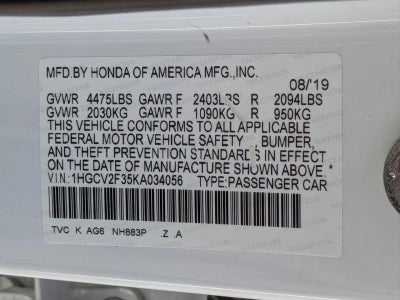 MFD.BY HONDA OF AMERICA MFG.,INC.
08/'19
GVWR 4475LBS GAWR F 2403LBS R 2094LBS
GVWR 2030KG GAWR F 1090KG R 950KG
THIS VEHICLE CONFORMS TO ALL APPLICABLE
FEDERAL MOTOR VEHICLE SAFETY, BUMPER,
AND THEFT PREVENTION STANDARDS IN EFFECT
ON THE DATE OF MANUFACTURE SHOWN ABOVE.
V.I.N.:1HGCV2F35KA034056 TYPE:PASSENGER CAR
TVC K AG6 NH883P .Z .A